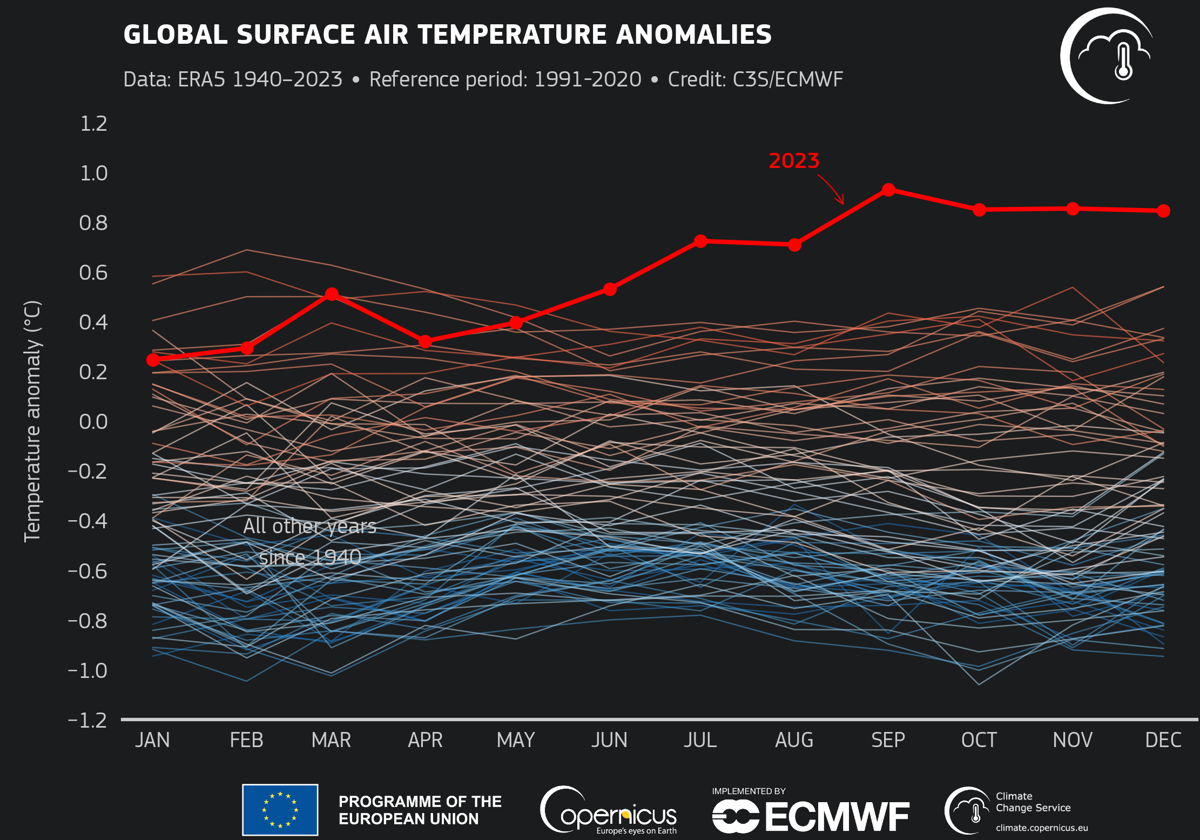 GLOBAL SURFACE AIR TEMPERATURE ANOMALIES
Data: ERA5 1940–2023 • Reference period: 1991-2020 • Credit: C3S/ECMWF
Temperature anomaly (°C)
1.2
1.0
0.8
0.6
0.4
0.2
0.0
−0.2
−0.4
−0.6
−0.8
−1.0
−1.2
2023
All other years
since 1940
JAN FEB MAR APR MAY JUN JUL AUG SEP OCT NOV DEC
PROGRAMME OF THE
EUROPEAN UNION
opernicus
Europe's eyes on Earth
IMPLEMENTED BY
ECMWF
Climate
Change Service
climate.copernicus.eu